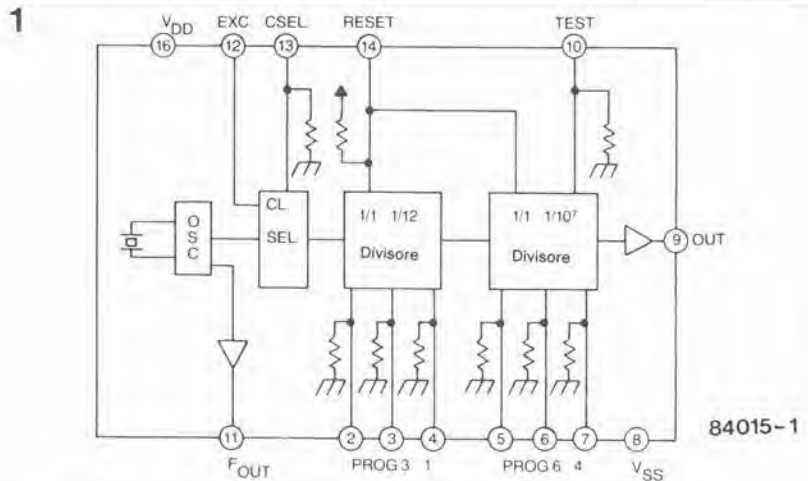 1
VDD EXC CSEL RESET TEST
16 12 13 14 10
CL
OSC SEL
1/1 1/12
Divisore
1/1 1/10⁷
Divisore
9 OUT
11 2 3 4 5 6 7 8
FOUT PROG 3 1 PROG 6 4 VSS
84015-1